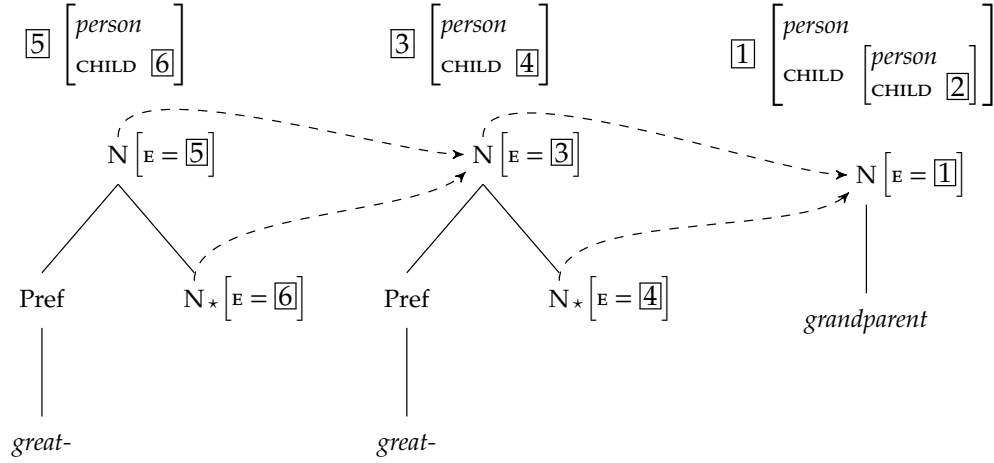 5 [person
CHILD 6]
3 [person
CHILD 4]
1 [person
CHILD [person
CHILD 2]]
N [E = 5]
N [E = 3]
N [E = 1]
Pref
N⋆ [E = 6]
Pref
N⋆ [E = 4]
grandparent
great-
great-